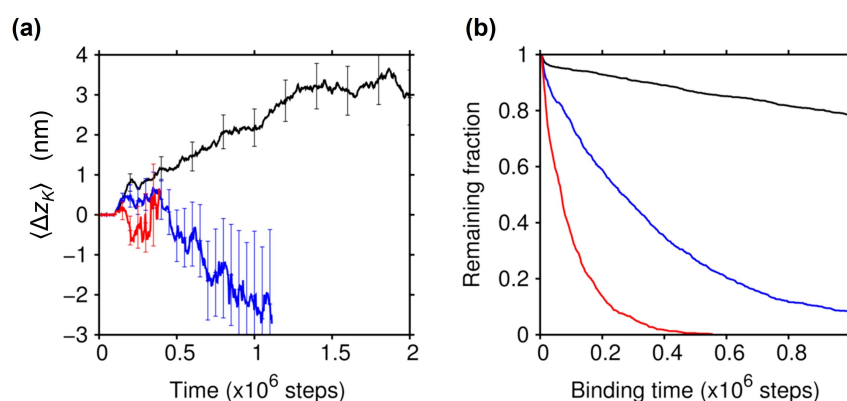 (a)
4
3
2
1
0
−1
−2
−3
⟨Δz_K⟩ (nm)
0 0.5 1 1.5 2
Time (x10^6 steps)
(b)
1
0.8
0.6
0.4
0.2
0
Remaining fraction
0 0.2 0.4 0.6 0.8
Binding time (x10^6 steps)